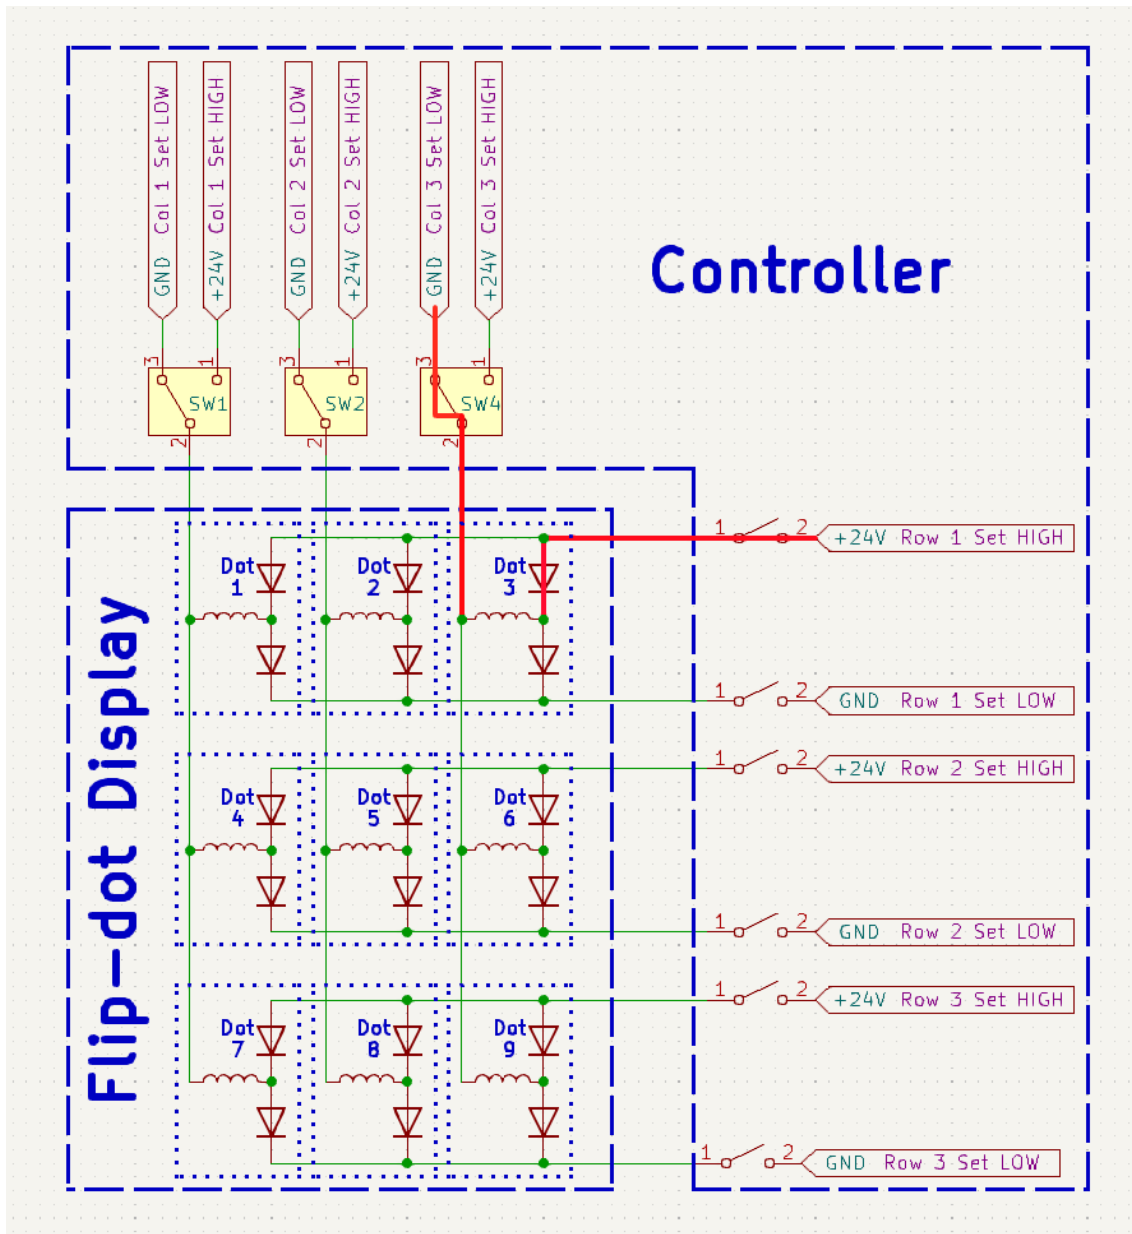 GND Col 1 Set LOW
+24V Col 1 Set HIGH
GND Col 2 Set LOW
+24V Col 2 Set HIGH
GND Col 3 Set LOW
+24V Col 3 Set HIGH
Controller
3
1
3
1
3
1
SW1
SW2
SW4
2
2
2
Flip-dot Display
Dot
1
Dot
2
Dot
3
1 2
+24V Row 1 Set HIGH
1 2
GND Row 1 Set LOW
1 2
+24V Row 2 Set HIGH
Dot
4
Dot
5
Dot
6
1 2
GND Row 2 Set LOW
1 2
+24V Row 3 Set HIGH
Dot
7
Dot
8
Dot
9
1 2
GND Row 3 Set LOW